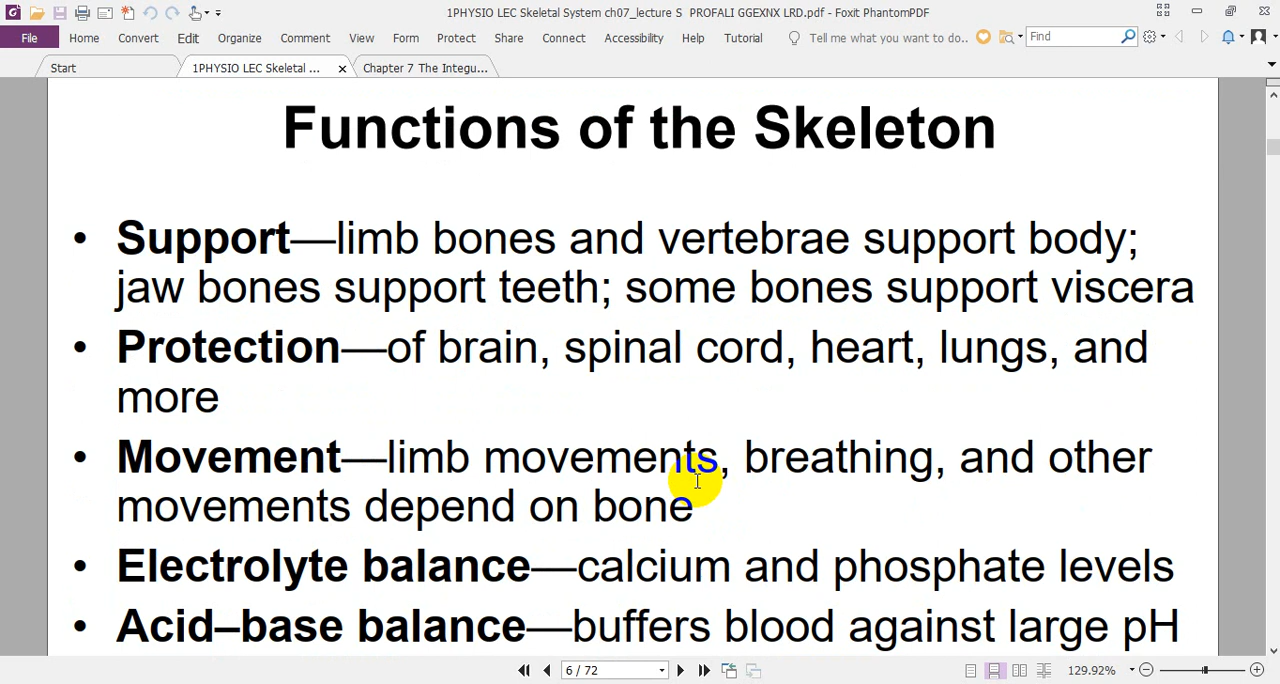 1PHYSIO LEC Skeletal System ch07_lecture S PROFALI GGEXNX LRD.pdf - Foxit PhantomPDF
File Home Convert Edit Organize Comment View Form Protect Share Connect Accessibility Help Tutorial Tell me what you want to do.. Find
Start 1PHYSIO LEC Skeletal ... Chapter 7 The Integu...
Functions of the Skeleton
• Support—limb bones and vertebrae support body;
jaw bones support teeth; some bones support viscera
• Protection—of brain, spinal cord, heart, lungs, and
more
• Movement—limb movements, breathing, and other
movements depend on bone
• Electrolyte balance—calcium and phosphate levels
• Acid–base balance—buffers blood against large pH
6 / 72 129.92%